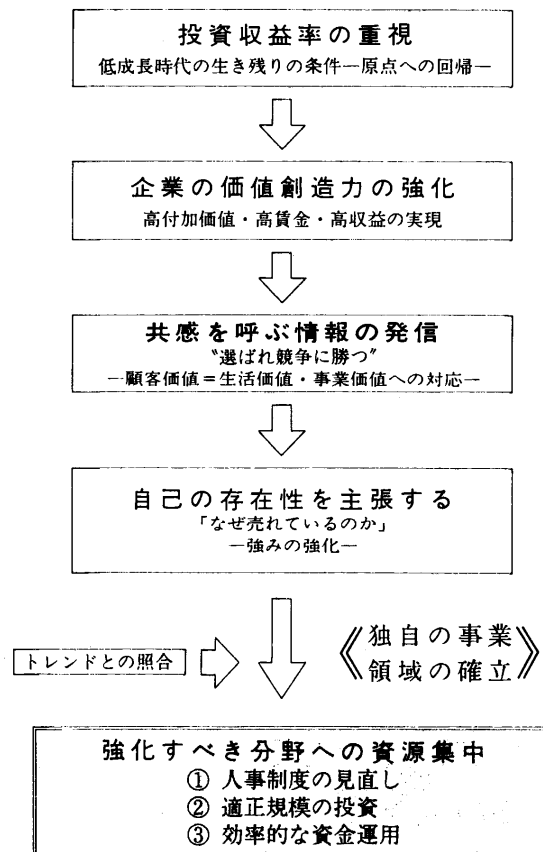 投資収益率の重視
低成長時代の生き残りの条件―原点への回帰―
企業の価値創造力の強化
高付加価値・高賃金・高収益の実現
共感を呼ぶ情報の発信
〝選ばれ競争に勝つ〞
―顧客価値＝生活価値・事業価値への対応―
自己の存在性を主張する
「なぜ売れているのか」
―強みの強化―
トレンドとの照合
《独自の事業
領域の確立》
強化すべき分野への資源集中
① 人事制度の見直し
② 適正規模の投資
③ 効率的な資金運用